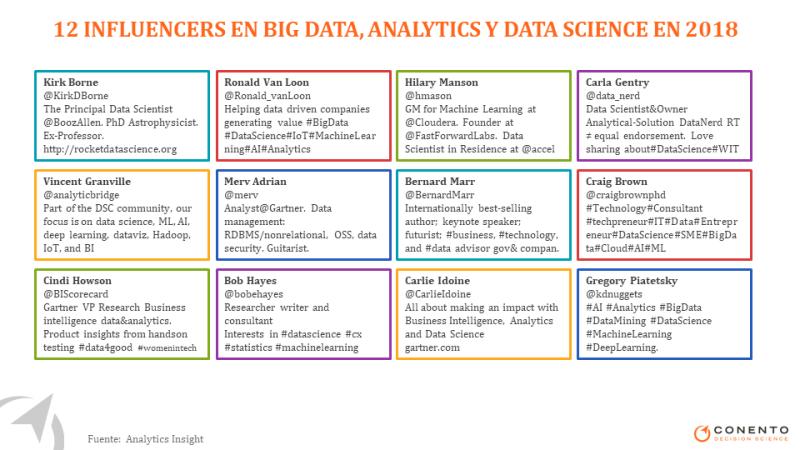 12 INFLUENCERS EN BIG DATA, ANALYTICS Y DATA SCIENCE EN 2018
Kirk Borne
@KirkDBorne
The Principal Data Scientist
@BoozAllen. PhD Astrophysicist.
Ex-Professor.
http://rocketdatascience.org
Ronald Van Loon
@Ronald_vanLoon
Helping data driven companies
generating value #BigData
#DataScience#IoT#MachineLear
ning#AI#Analytics
Hilary Manson
@hmason
GM for Machine Learning at
@Cloudera. Founder at
@FastForwardLabs. Data
Scientist in Residence at @accel
Carla Gentry
@data_nerd
Data Scientist&Owner
Analytical-Solution DataNerd RT
≠ equal endorsement. Love
sharing about#DataScience#WIT
Vincent Granville
@analyticbridge
Part of the DSC community, our
focus is on data science, ML, AI,
deep learning, dataviz, Hadoop,
IoT, and BI
Merv Adrian
@merv
Analyst@Gartner. Data
management:
RDBMS/nonrelational, OSS, data
security. Guitarist.
Bernard Marr
@BernardMarr
Internationally best-selling
author; keynote speaker;
futurist; #business, #technology,
and #data advisor gov& compan.
Craig Brown
@craigbrownphd
#Technology#Consultant
#techpreneur#IT#Data#Entrepr
eneur#DataScience#SME#BigDa
ta#Cloud#AI#ML
Cindi Howson
@BIScorecard
Gartner VP Research Business
intelligence data&analytics.
Product insights from handson
testing #data4good #womenintech
Bob Hayes
@bobehayes
Researcher writer and
consultant
Interests in #datascience #cx
#statistics #machinelearning
Carlie Idoine
@CarlieIdoine
All about making an impact with
Business Intelligence, Analytics
and Data Science
gartner.com
Gregory Piatetsky
@kdnuggets
#AI #Analytics #BigData
#DataMining #DataScience
#MachineLearning
#DeepLearning.
Fuente: Analytics Insight
CONENTO
DECISION SCIENCE